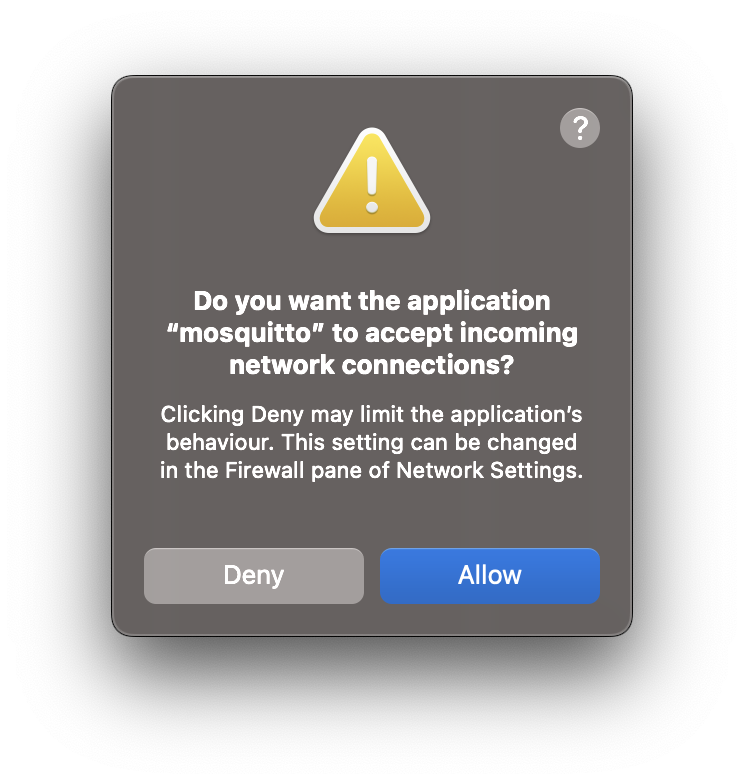 ?
Do you want the application
“mosquitto” to accept incoming
network connections?
Clicking Deny may limit the application’s
behaviour. This setting can be changed
in the Firewall pane of Network Settings.
Deny
Allow